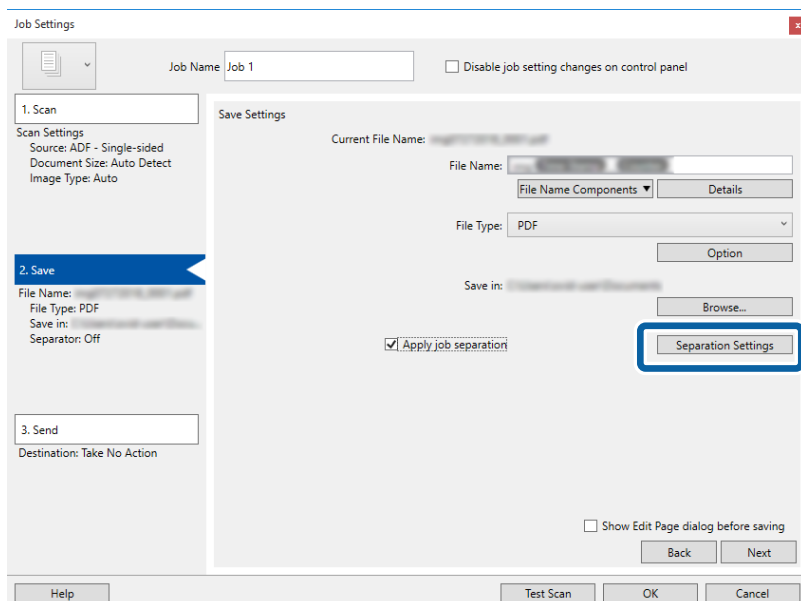 Job Settings
x
Job Name Job 1
Disable job setting changes on control panel
1. Scan
Scan Settings
Source: ADF - Single-sided
Document Size: Auto Detect
Image Type: Auto
2. Save
File Name:
File Type: PDF
Save in:
Separator: Off
3. Send
Destination: Take No Action
Save Settings
Current File Name:
File Name:
File Name Components ▼ Details
File Type: PDF
Option
Save in:
Browse...
Apply job separation
Separation Settings
Show Edit Page dialog before saving
Back Next
Help Test Scan OK Cancel